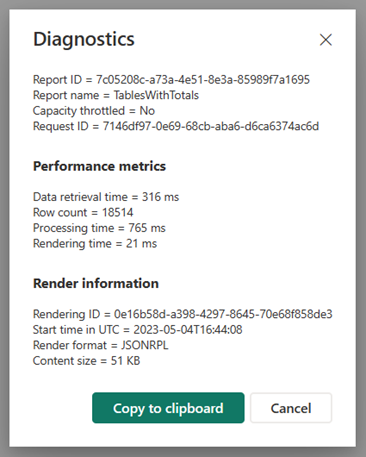 Diagnostics
Report ID = 7c05208c-a73a-4e51-8e3a-85989f7a1695
Report name = TablesWithTotals
Capacity throttled = No
Request ID = 7146df97-0e69-68cb-aba6-d6ca6374ac6d
Performance metrics
Data retrieval time = 316 ms
Row count = 18514
Processing time = 765 ms
Rendering time = 21 ms
Render information
Rendering ID = 0e16b58d-a398-4297-8645-70e68f858de3
Start time in UTC = 2023-05-04T16:44:08
Render format = JSONRPL
Content size = 51 KB
Copy to clipboard
Cancel